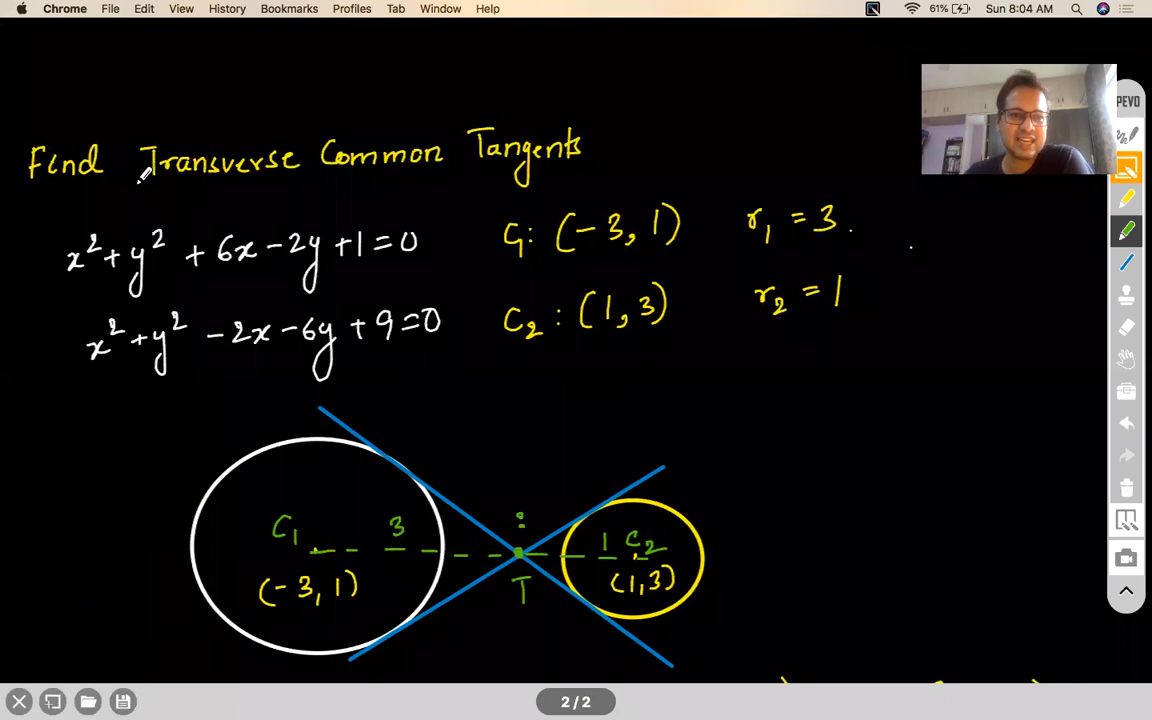 Chrome File Edit View History Bookmarks Profiles Tab Window Help 61% Sun 8:04 AM
EPEVO
Find Transverse Common Tangents
x² + y² + 6x - 2y + 1 = 0 C₁: (-3, 1) r₁ = 3.
x² + y² - 2x - 6y + 9 = 0 C₂ : (1, 3) r₂ = 1
C₁ 3 : 1 C₂
(-3, 1) T (1, 3)
2 / 2